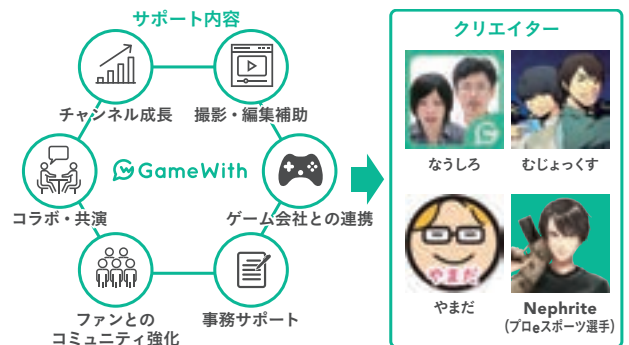 サポート内容
チャンネル成長
撮影・編集補助
コラボ・共演
GameWith
ゲーム会社との連携
ファンとの
コミュニティ強化
事務サポート
クリエイター
なうしろ
むじょっくす
やまだ
やまだ
Nephrite
(プロeスポーツ選手)